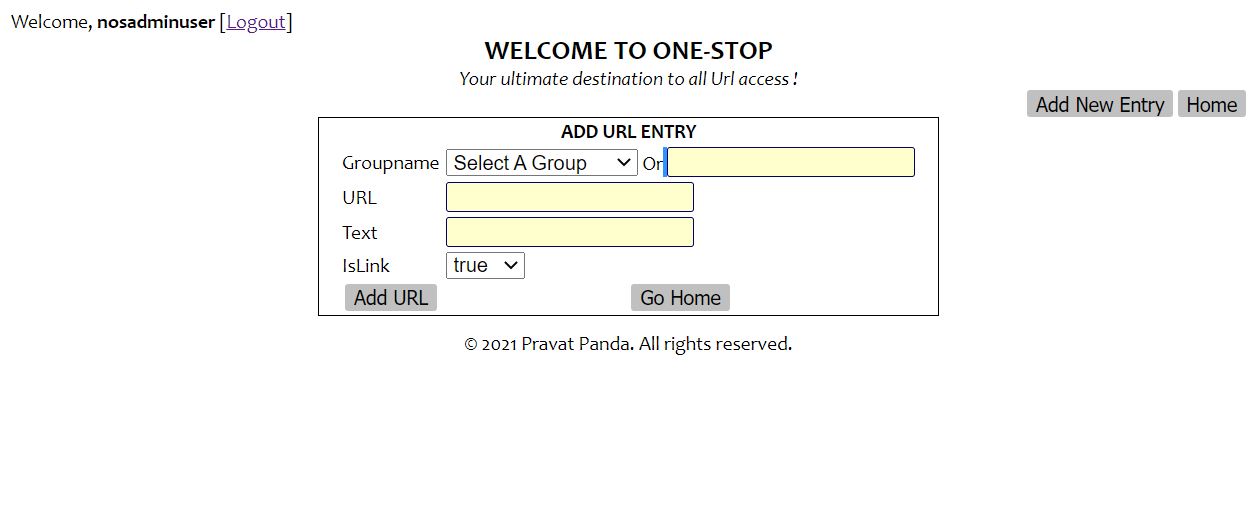 Welcome, nosadminuser [Logout]
WELCOME TO ONE-STOP
Your ultimate destination to all Url access !
Add New Entry Home
ADD URL ENTRY
Groupname Select A Group Or
URL
Text
IsLink true
Add URL Go Home
© 2021 Pravat Panda. All rights reserved.